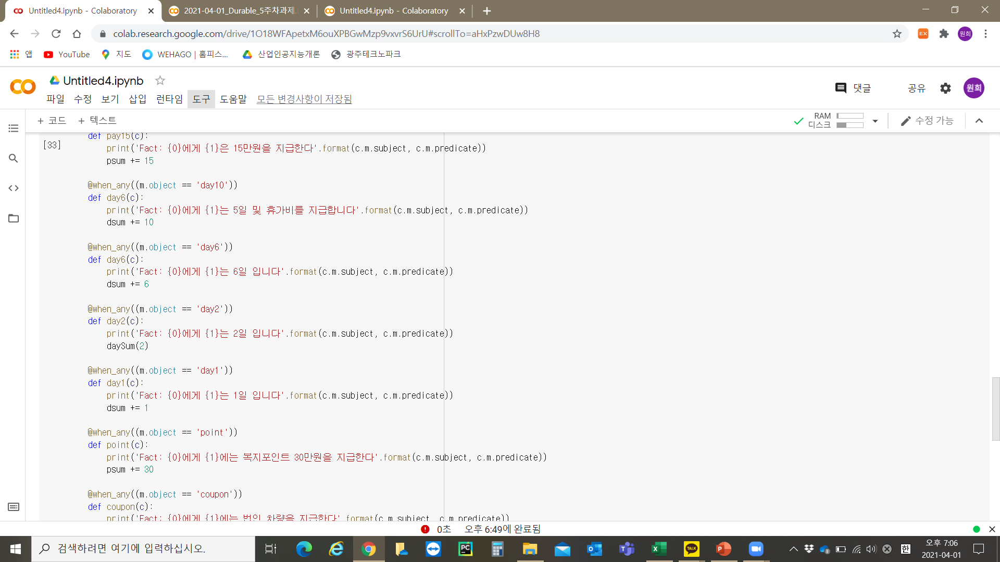 Untitled4.ipynb - Colaboratory
2021-04-01_Durable_5주차과제.
Untitled4.ipynb - Colaboratory
colab.research.google.com/drive/1O18WFApetxM6ouXPBGwMzp9vxvrS6UrU#scrollTo=aHxPzwDUw8H8
EX
원희
앱
YouTube
지도
WEHAGO | 홈피스...
산업인공지능개론
광주테크노파크
Untitled4.ipynb
댓글
공유
원희
파일 수정 보기 삽입 런타임 도구 도움말 모든 변경사항이 저장됨
+ 코드 + 텍스트
RAM
디스크
수정 가능
[33]
def pay15(c):
print('Fact: {0}에게 {1}은 15만원을 지급한다'.format(c.m.subject, c.m.predicate))
psum += 15
@when_any((m.object == 'day10'))
def day6(c):
print('Fact: {0}에게 {1}는 5일 및 휴가비를 지급합니다'.format(c.m.subject, c.m.predicate))
dsum += 10
@when_any((m.object == 'day6'))
def day6(c):
print('Fact: {0}에게 {1}는 6일 입니다'.format(c.m.subject, c.m.predicate))
dsum += 6
@when_any((m.object == 'day2'))
def day2(c):
print('Fact: {0}에게 {1}는 2일 입니다'.format(c.m.subject, c.m.predicate))
daySum(2)
@when_any((m.object == 'day1'))
def day1(c):
print('Fact: {0}에게 {1}는 1일 입니다'.format(c.m.subject, c.m.predicate))
dsum += 1
@when_any((m.object == 'point'))
def point(c):
print('Fact: {0}에게 {1}에는 복지포인트 30만원을 지급한다'.format(c.m.subject, c.m.predicate))
psum += 30
@when_any((m.object == 'coupon'))
def coupon(c):
print('Fact: {0}에게 {1}에는 법인 차량을 지급한다'.format(c.m.subject, c.m.predicate))
0초 오후 6:49에 완료됨
검색하려면 여기에 입력하십시오.
PC
TALK
한
오후 7:06
2021-04-01